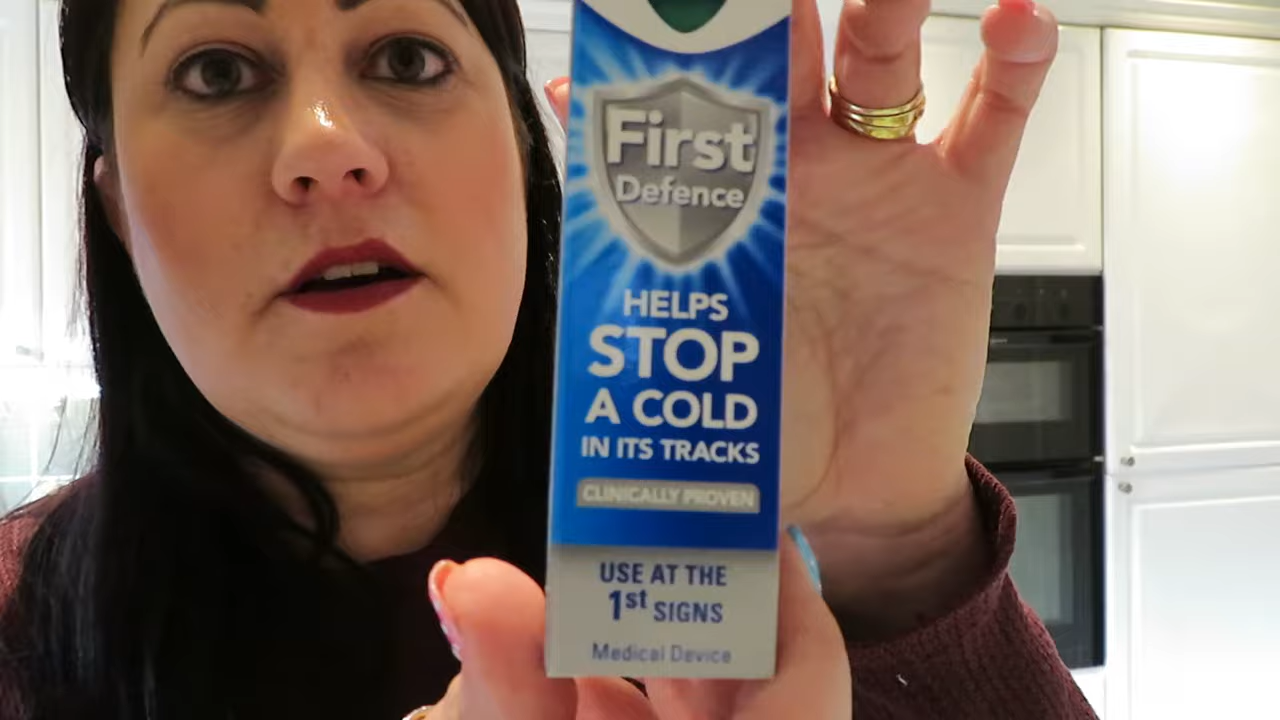 First
Defence
HELPS
STOP
A COLD
IN ITS TRACKS
CLINICALLY PROVEN
USE AT THE
1st SIGNS
Medical Device